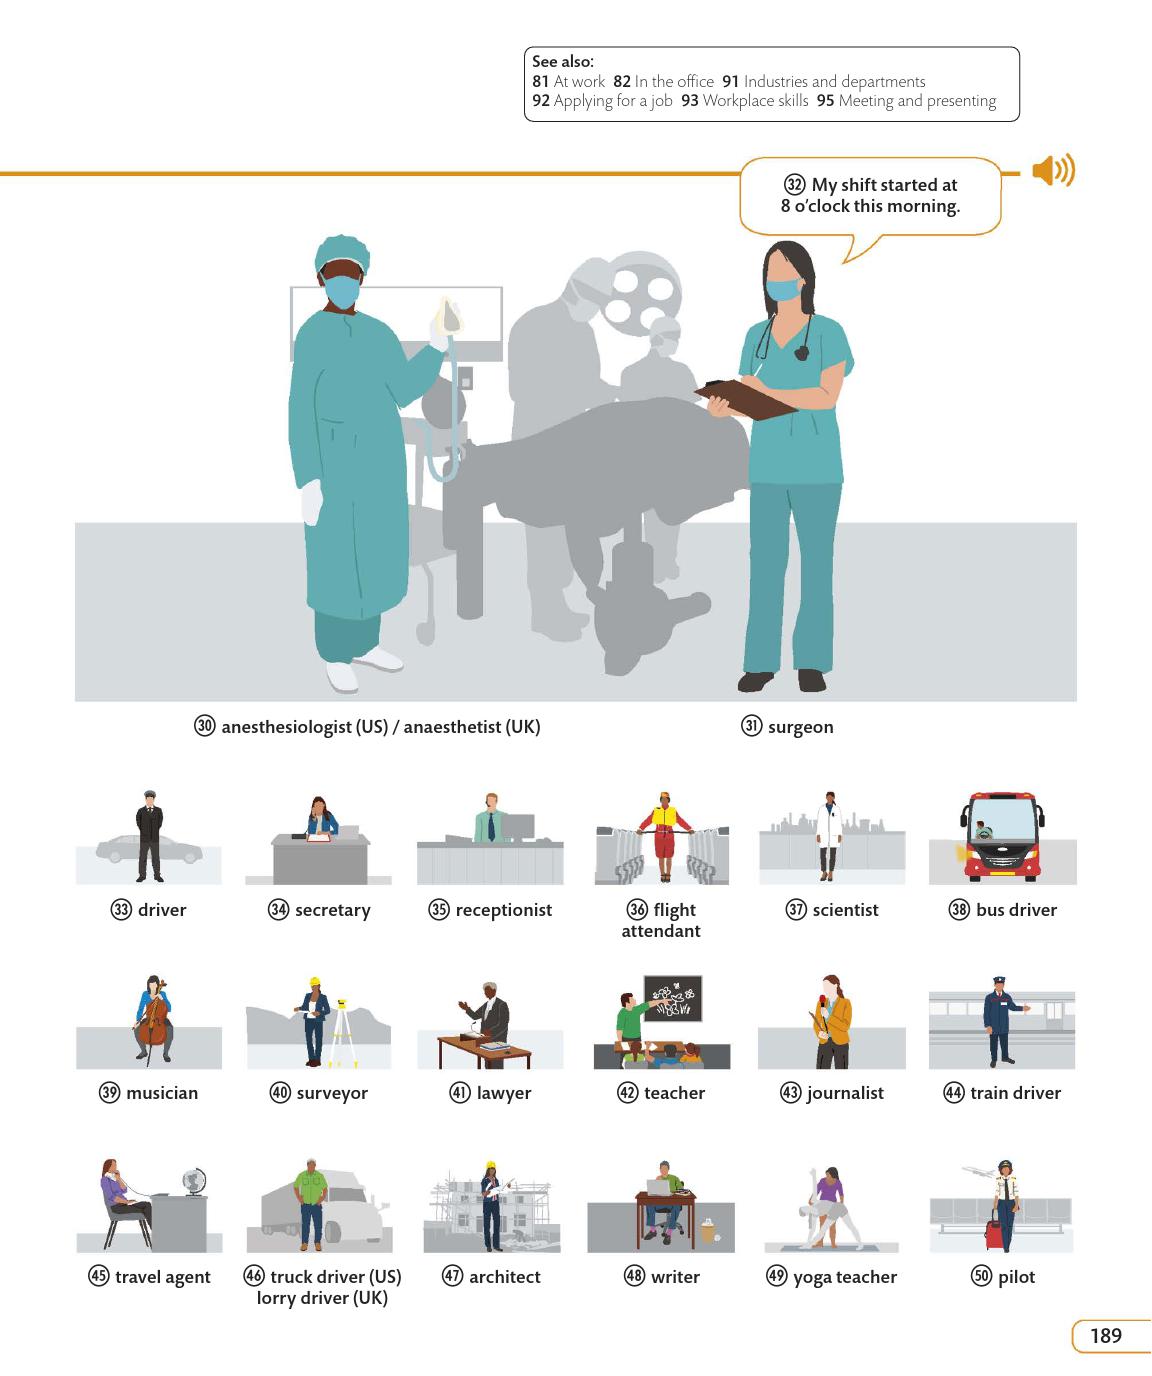 See also:
81 At work 82 In the office 91 Industries and departments
92 Applying for a job 93 Workplace skills 95 Meeting and presenting
32 My shift started at
8 o'clock this morning.
30 anesthesiologist (US) / anaesthetist (UK)
31 surgeon
33 driver
34 secretary
35 receptionist
36 flight
attendant
37 scientist
38 bus driver
39 musician
40 surveyor
41 lawyer
42 teacher
43 journalist
44 train driver
45 travel agent
46 truck driver (US)
lorry driver (UK)
47 architect
48 writer
49 yoga teacher
50 pilot
189